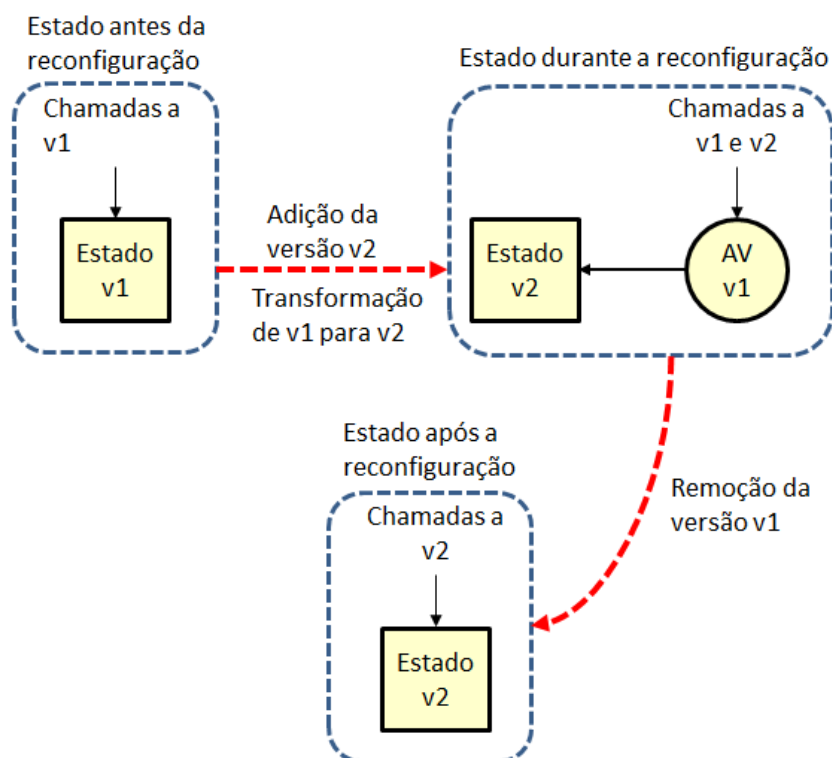 Estado antes da
reconfiguração
Chamadas a
v1
Estado
v1
Adição da
versão v2
Transformação
de v1 para v2
Estado durante a reconfiguração
Chamadas a
v1 e v2
Estado
v2
AV
v1
Remoção da
versão v1
Estado após a
reconfiguração
Chamadas a
v2
Estado
v2